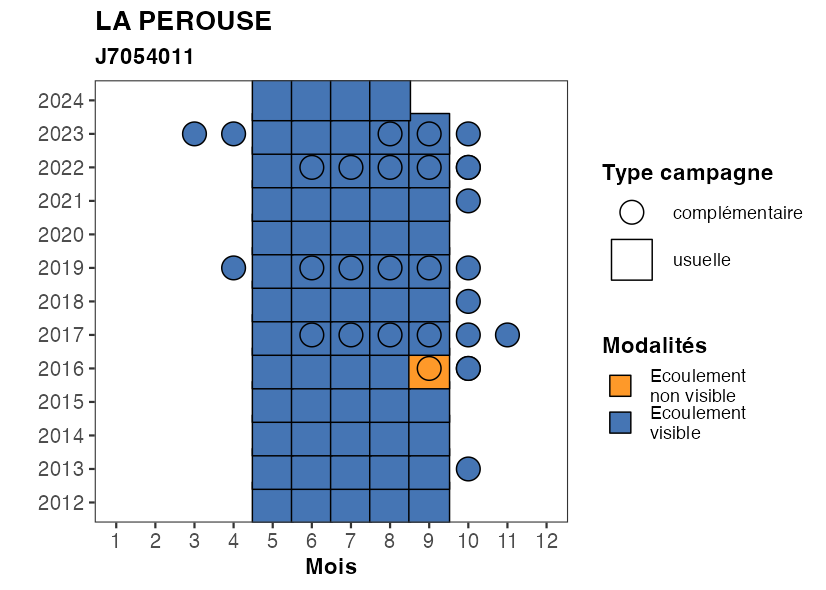 LA PEROUSE
J7054011
2024
2023
2022
2021
2020
2019
2018
2017
2016
2015
2014
2013
2012
1 2 3 4 5 6 7 8 9 10 11 12
Mois
Type campagne
complémentaire
usuelle
Modalités
Ecoulement
non visible
Ecoulement
visible